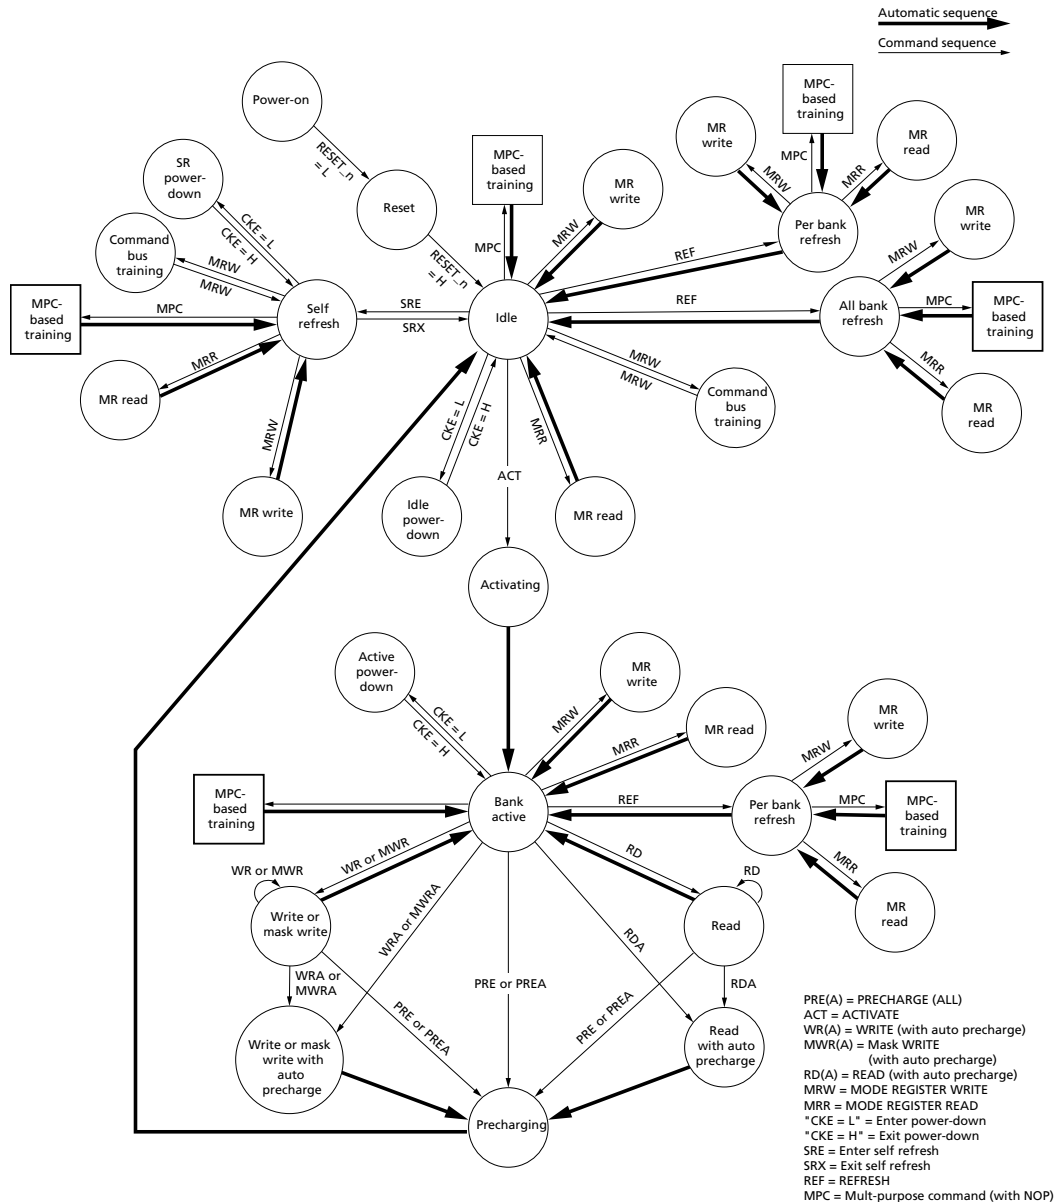 Automatic sequence
Command sequence
Power-on
RESET_n
= L
Reset
RESET_n
= H
SR
power-
down
CKE = L
CKE = H
Command
bus
training
MRW
MRW
MPC-
based
training
MPC
Self
refresh
MRR
MR read
MRW
MR write
SRE
SRX
MPC-
based
training
MPC
MR
write
MRW
Idle
REF
REF
MR
write
MRW
MPC-
based
training
MPC
MR
read
MRR
Per bank
refresh
MR
write
MRW
All bank
refresh
MPC
MPC-
based
training
MRR
MR
read
MRW
MRW
Command
bus
training
CKE = L
CKE = H
Idle
power-
down
ACT
MRR
MR read
Activating
Active
power-
down
CKE = L
CKE = H
MR
write
MRW
MR read
MRR
MPC-
based
training
Bank
active
REF
Per bank
refresh
MR
write
MRW
MPC
MPC-
based
training
MRR
MR
read
WR or MWR
WR or MWR
Write or
mask write
RD
RD
Read
WRA or
MWRA
WRA or MWRA
PRE or PREA
PRE or PREA
PRE or PREA
RDA
RDA
Write or mask
write with
auto
precharge
Read
with auto
precharge
Precharging
PRE(A) = PRECHARGE (ALL)
ACT = ACTIVATE
WR(A) = WRITE (with auto precharge)
MWR(A) = Mask WRITE
(with auto precharge)
RD(A) = READ (with auto precharge)
MRW = MODE REGISTER WRITE
MRR = MODE REGISTER READ
"CKE = L" = Enter power-down
"CKE = H" = Exit power-down
SRE = Enter self refresh
SRX = Exit self refresh
REF = REFRESH
MPC = Mult-purpose command (with NOP)